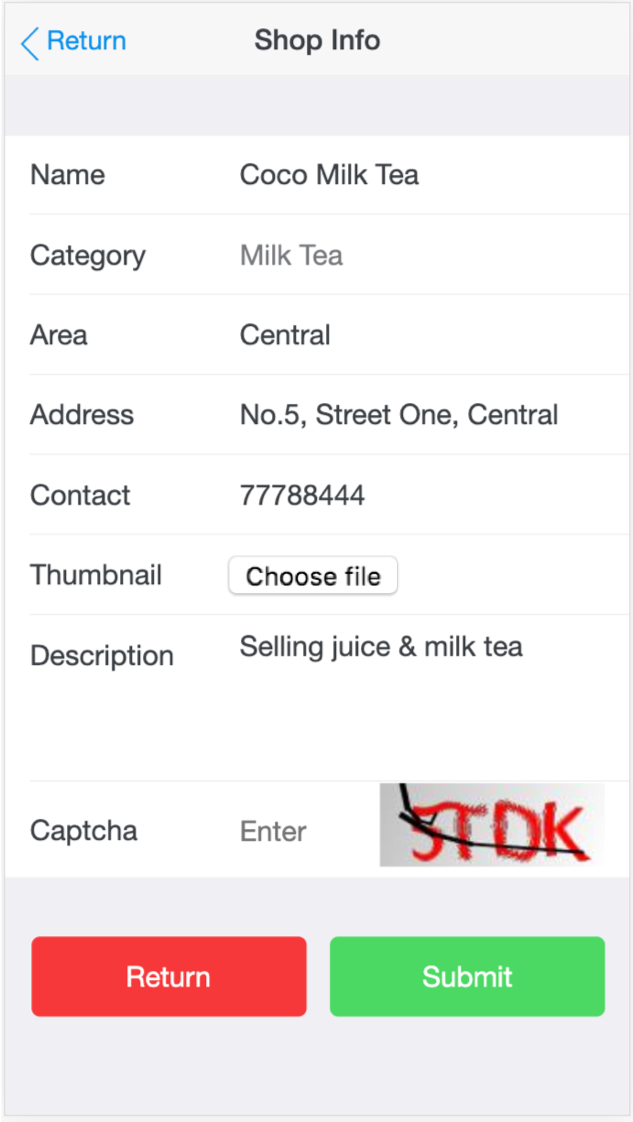 Return Shop Info
Name Coco Milk Tea
Category Milk Tea
Area Central
Address No.5, Street One, Central
Contact 77788444
Thumbnail Choose file
Description Selling juice & milk tea
Captcha Enter
Return Submit